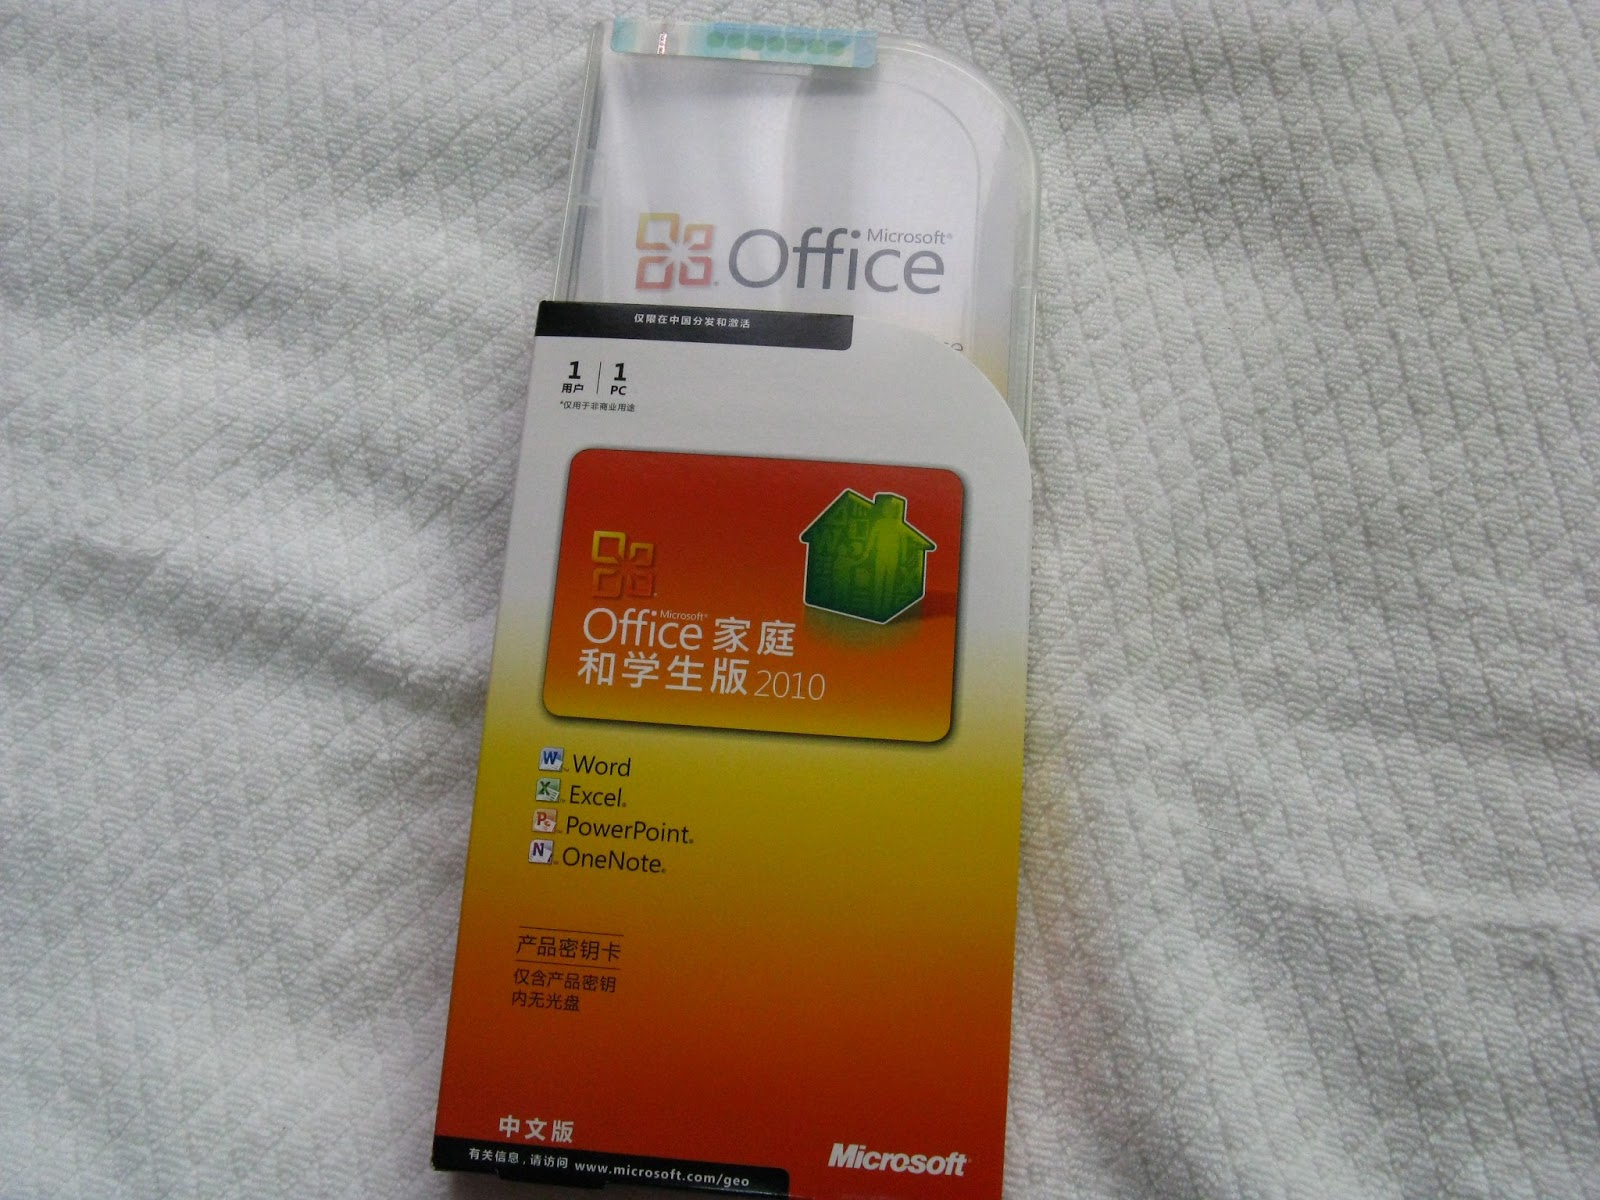 Microsoft®
Office
仅限在中国分发和激活
1 1
用户 PC
*仅用于非商业用途
Microsoft®
Office 家庭
和学生版 2010
Word
Excel®
PowerPoint®
OneNote®
产品密钥卡
仅含产品密钥
内无光盘
中文版
有关信息,请访问 www.microsoft.com/geo
Microsoft®